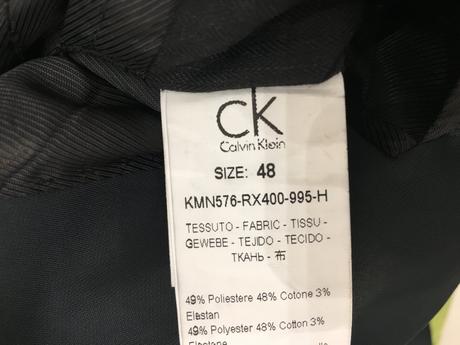 cK
Calvin Klein
SIZE: 48
KMN576-RX400-995-H
TESSUTO - FABRIC - TISSU -
GEWEBE - TEJIDO - TECIDO -
ТКАНЬ - 布
49% Poliestere 48% Cotone 3%
Elastan
49% Polyester 48% Cotton 3%
Elastane